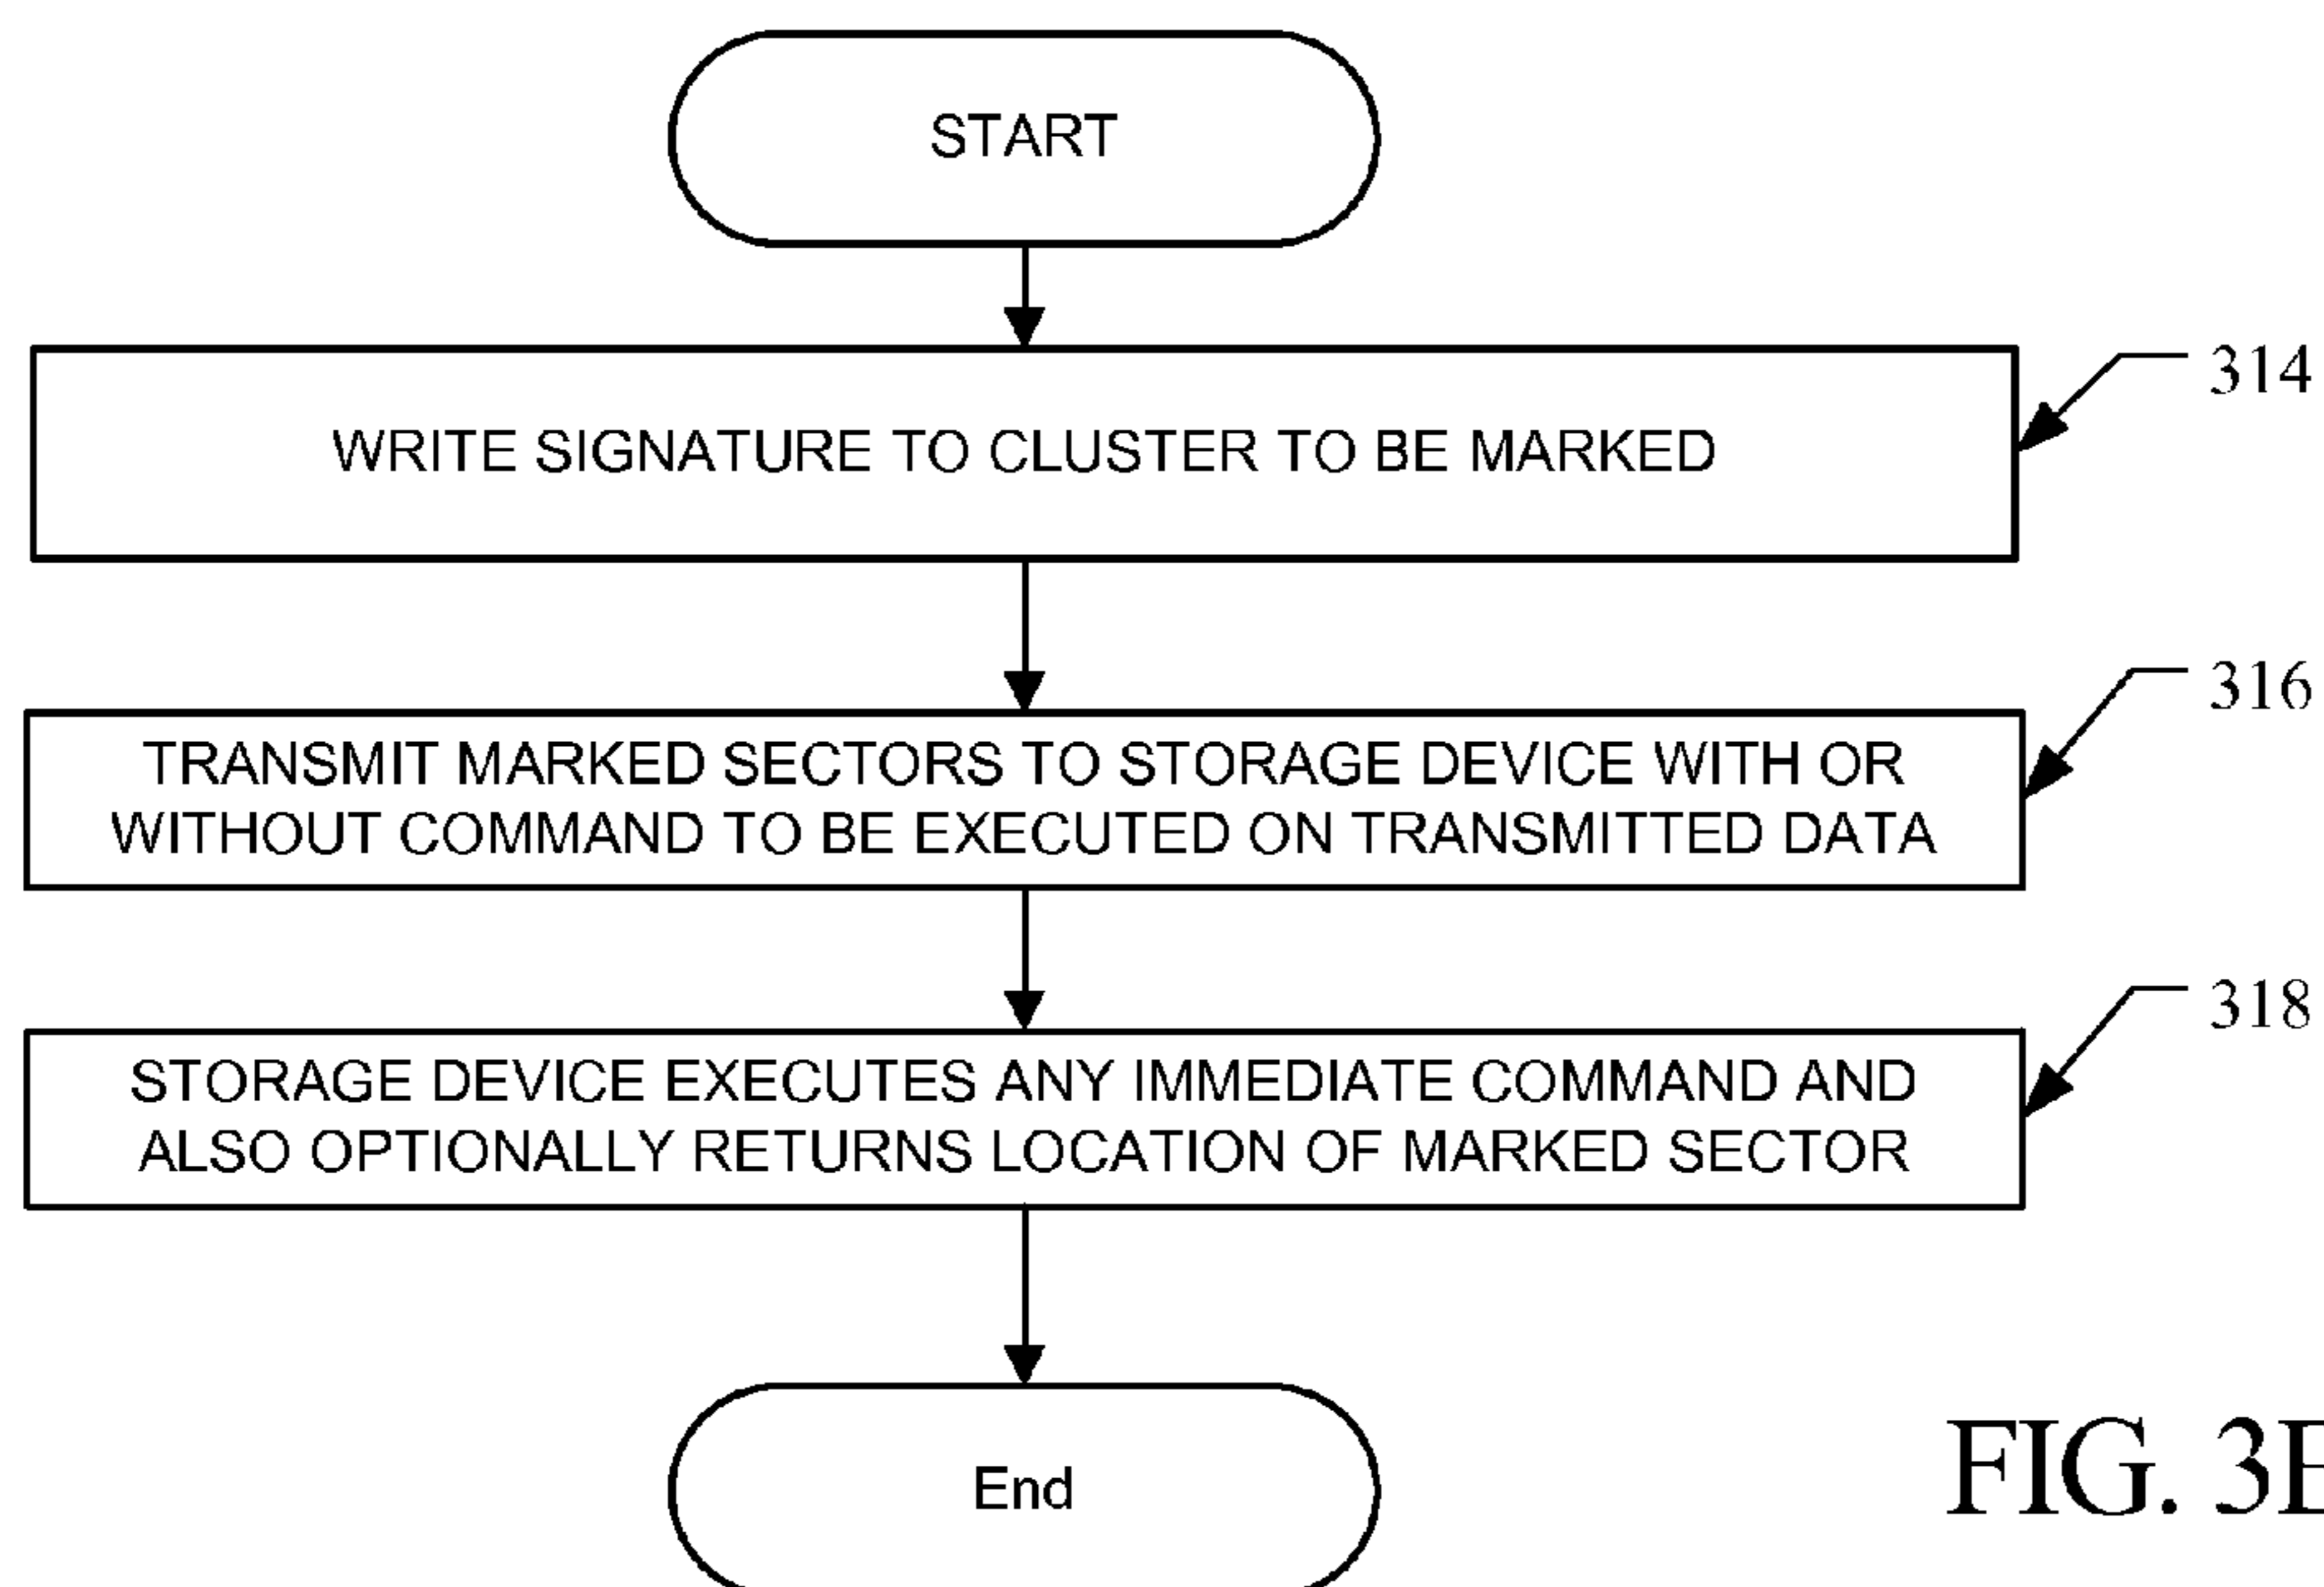 START
WRITE SIGNATURE TO CLUSTER TO BE MARKED
314
TRANSMIT MARKED SECTORS TO STORAGE DEVICE WITH OR
WITHOUT COMMAND TO BE EXECUTED ON TRANSMITTED DATA
316
STORAGE DEVICE EXECUTES ANY IMMEDIATE COMMAND AND
ALSO OPTIONALLY RETURNS LOCATION OF MARKED SECTOR
318
End
FIG.